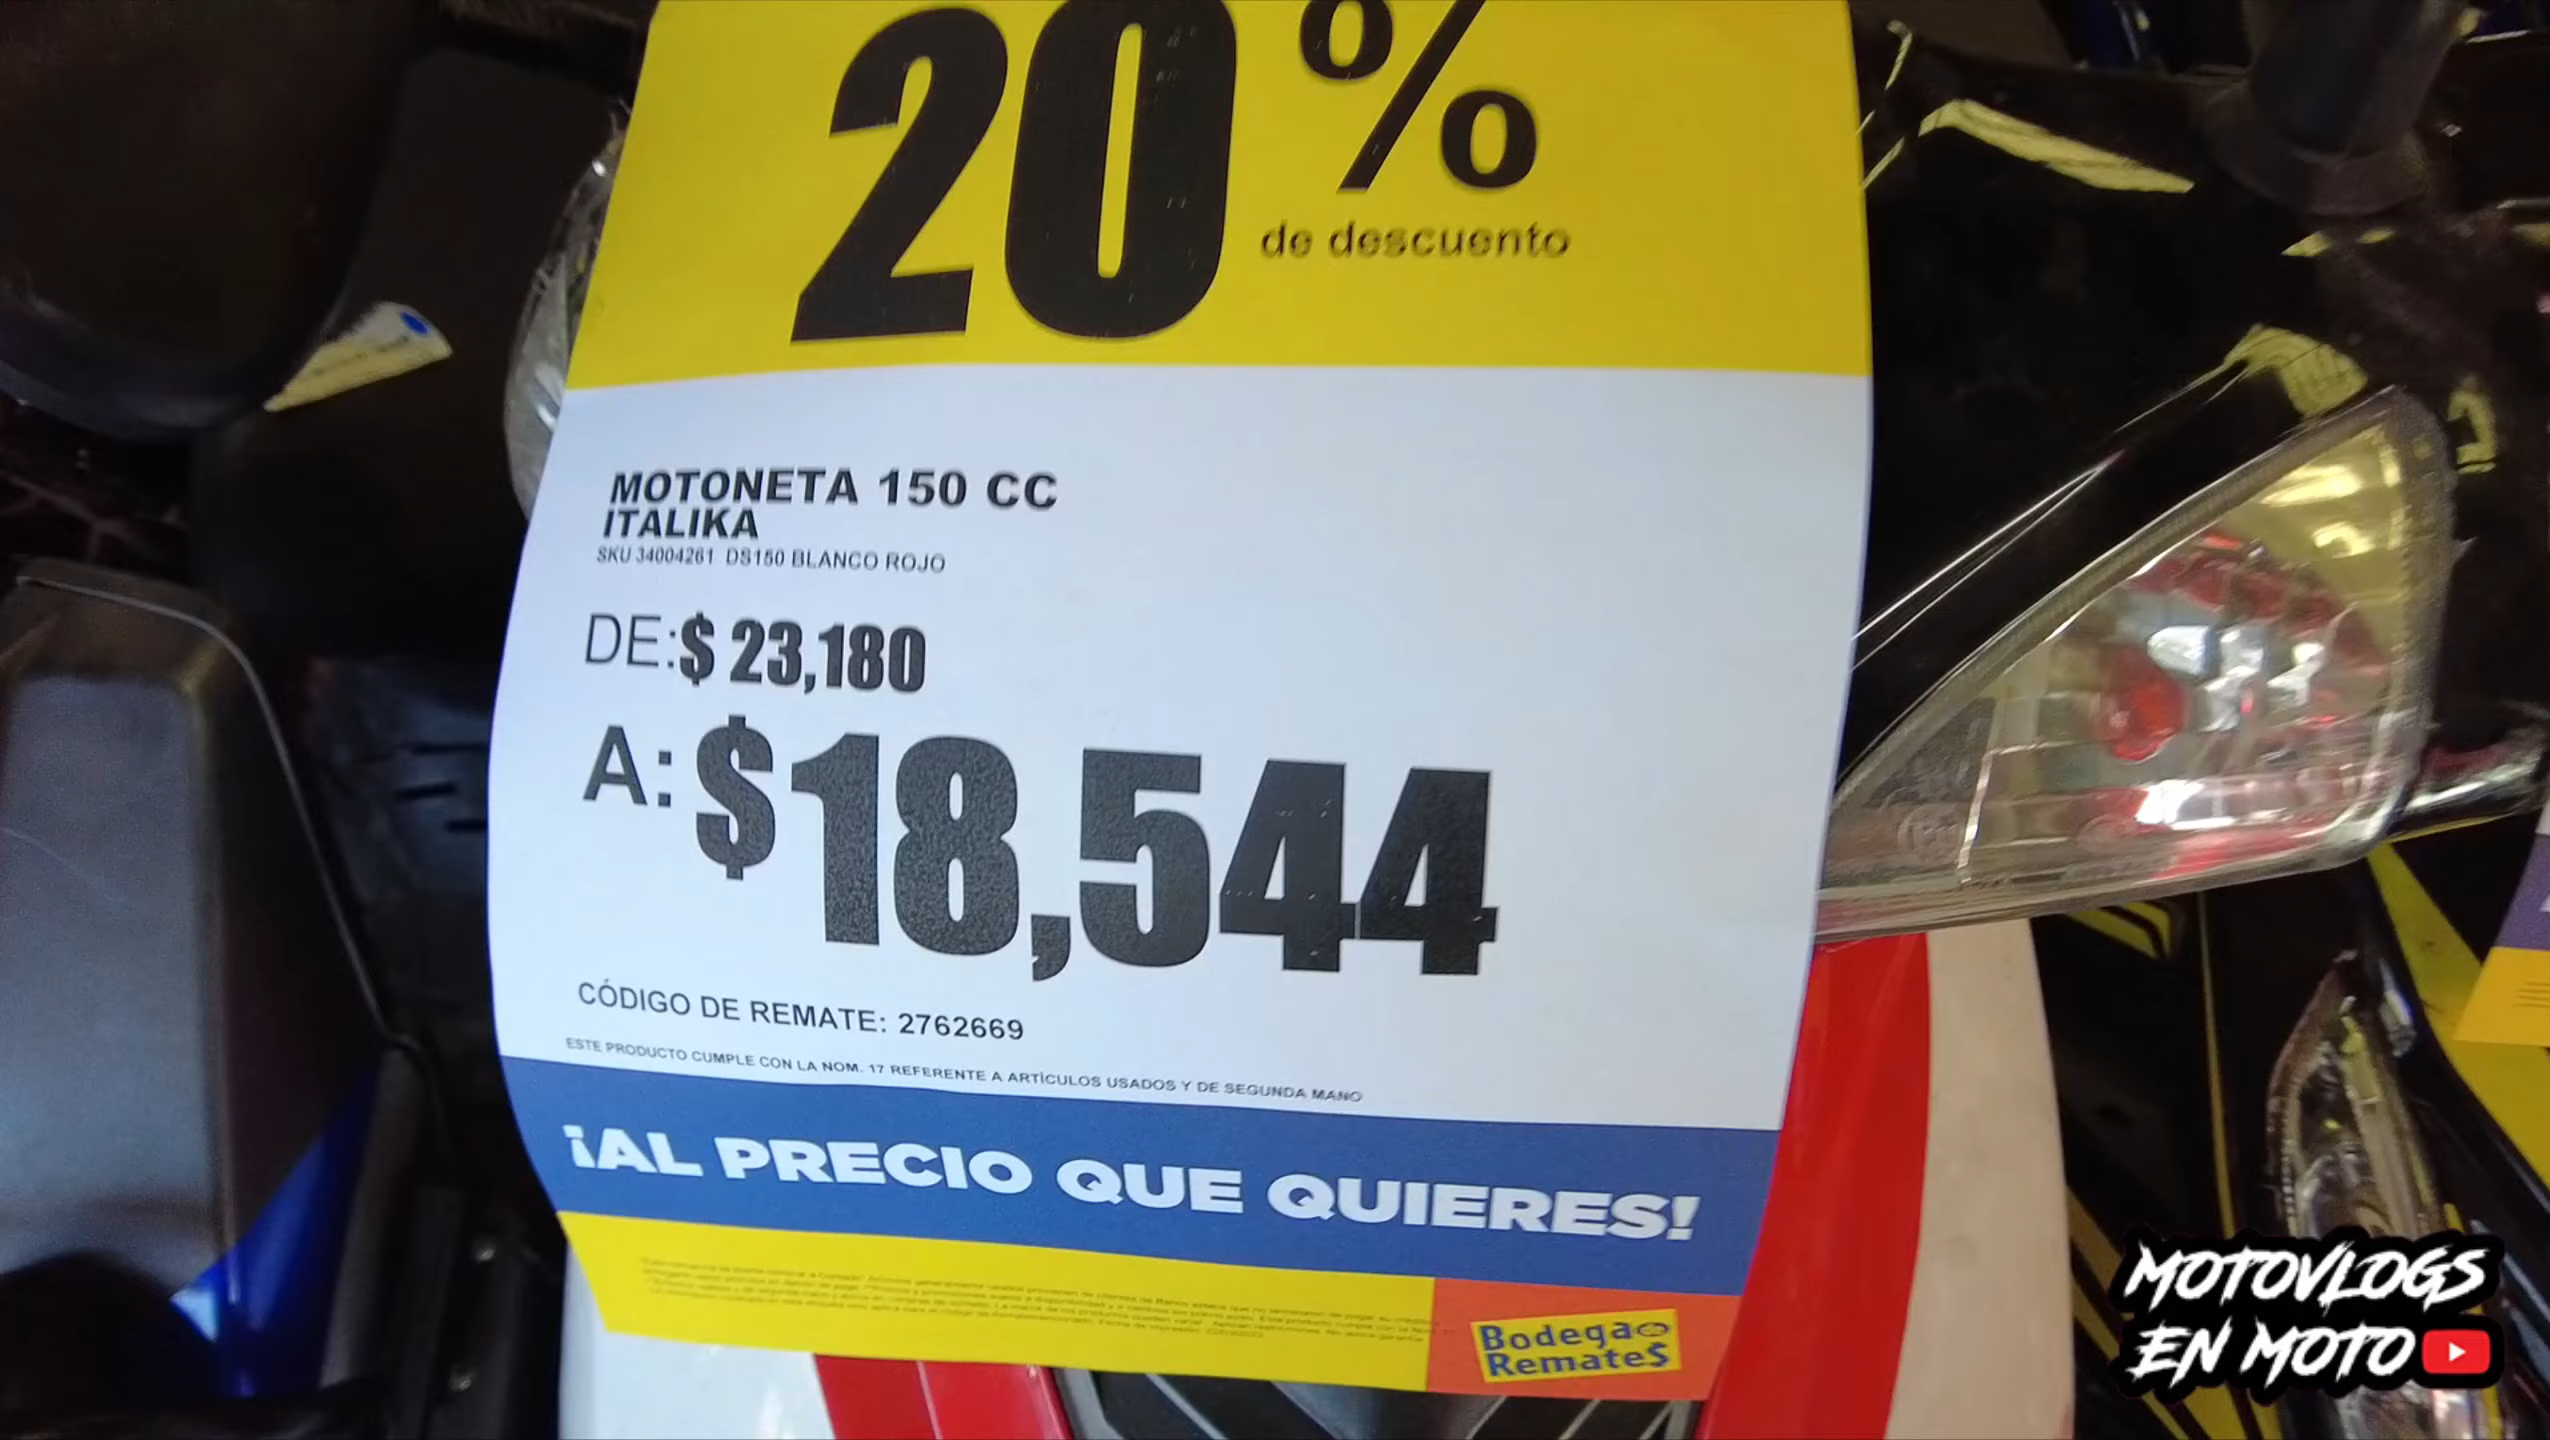 20%
de descuento
MOTONETA 150 CC
ITALIKA
SKU 34004261 DS150 BLANCO ROJO
DE:$ 23,180
A:$18,544
CÓDIGO DE REMATE: 2762669
ESTE PRODUCTO CUMPLE CON LA NOM. 17 REFERENTE A ARTÍCULOS USADOS Y DE SEGUNDA MANO
¡AL PRECIO QUE QUIERES!
Bodega de
Remate$
MOTOVLOGS
EN MOTO